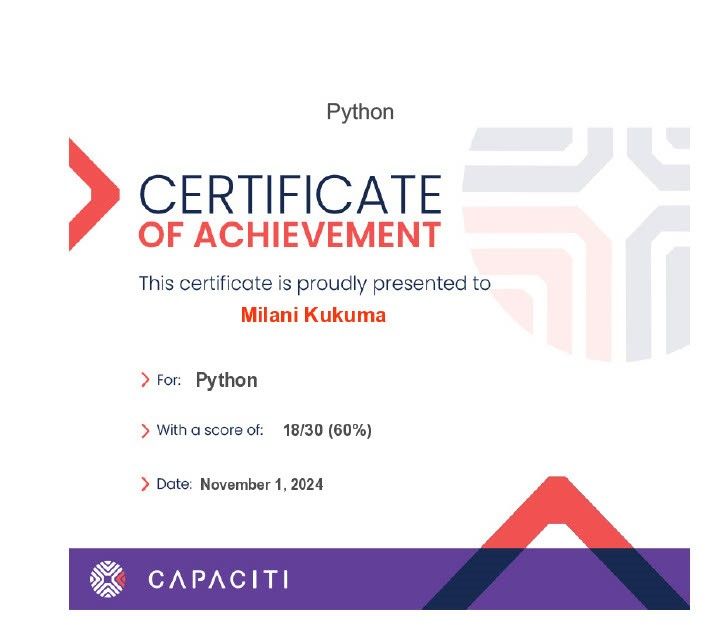 Python
CERTIFICATE
OF ACHIEVEMENT
This certificate is proudly presented to
Milani Kukuma
For: Python
With a score of: 18/30 (60%)
Date: November 1, 2024
CAPACITI